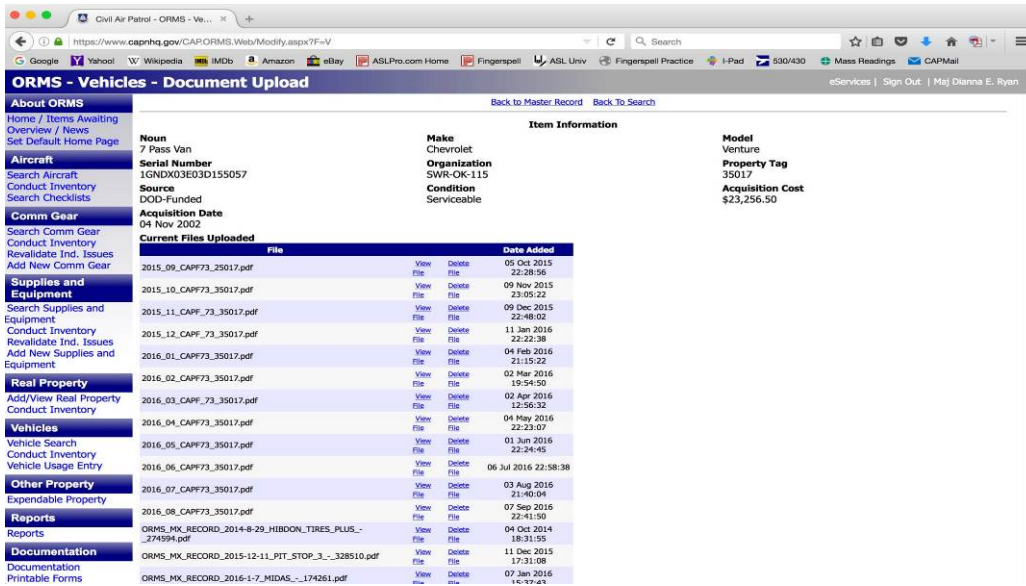 Civil Air Patrol - ORMS - Ve...
https://www.capnhq.gov/CAP.ORMS.Web/Modify.aspx?F=V
Search
Google Yahoo! Wikipedia IMDb Amazon eBay ASLPro.com Home Fingerspell ASL Univ Fingerspell Practice I-Pad 530/430 Mass Readings CAPMail
ORMS - Vehicles - Document Upload
eServices | Sign Out | Maj Dianna E. Ryan
About ORMS
Home / Items Awaiting
Overview / News
Set Default Home Page
Aircraft
Search Aircraft
Conduct Inventory
Search Checklists
Comm Gear
Search Comm Gear
Conduct Inventory
Revalidate Ind. Issues
Add New Comm Gear
Supplies and
Equipment
Search Supplies and
Equipment
Conduct Inventory
Revalidate Ind. Issues
Add New Supplies and
Equipment
Real Property
Add/View Real Property
Conduct Inventory
Vehicles
Vehicle Search
Conduct Inventory
Vehicle Usage Entry
Other Property
Expendable Property
Reports
Reports
Documentation
Documentation
Printable Forms
Back to Master Record Back To Search
Item Information
Noun Make Model
7 Pass Van Chevrolet Venture
Serial Number Organization Property Tag
1GNDX03E03D155057 SWR-OK-115 35017
Source Condition Acquisition Cost
DOD-Funded Serviceable $23,256.50
Acquisition Date
04 Nov 2002
Current Files Uploaded
File Date Added
2015_09_CAPF73_25017.pdf View File Delete File 05 Oct 2015 22:28:56
2015_10_CAPF73_35017.pdf View File Delete File 09 Nov 2015 23:05:22
2015_11_CAPF_73_35017.pdf View File Delete File 09 Dec 2015 22:48:02
2015_12_CAPF_73_35017.pdf View File Delete File 11 Jan 2016 22:22:38
2016_01_CAPF73_35017.pdf View File Delete File 04 Feb 2016 21:15:22
2016_02_CAPF73_35017.pdf View File Delete File 02 Mar 2016 19:54:50
2016_03_CAPF_73_35017.pdf View File Delete File 02 Apr 2016 12:56:32
2016_04_CAPF73_35017.pdf View File Delete File 04 May 2016 22:23:07
2016_05_CAPF73_35017.pdf View File Delete File 01 Jun 2016 22:24:45
2016_06_CAPF73_35017.pdf View File Delete File 06 Jul 2016 22:58:38
2016_07_CAPF73_35017.pdf View File Delete File 03 Aug 2016 21:40:04
2016_08_CAPF73_35017.pdf View File Delete File 07 Sep 2016 22:41:50
ORMS_MX_RECORD_2014-8-29_HIBDON_TIRES_PLUS_-
_274594.pdf View File Delete File 04 Oct 2014 18:31:55
ORMS_MX_RECORD_2015-12-11_PIT_STOP_3_-_328510.pdf View File Delete File 11 Dec 2015 17:31:08
ORMS_MX_RECORD_2016-1-7_MIDAS_-_174261.pdf View File Delete File 07 Jan 2016 15:37:43